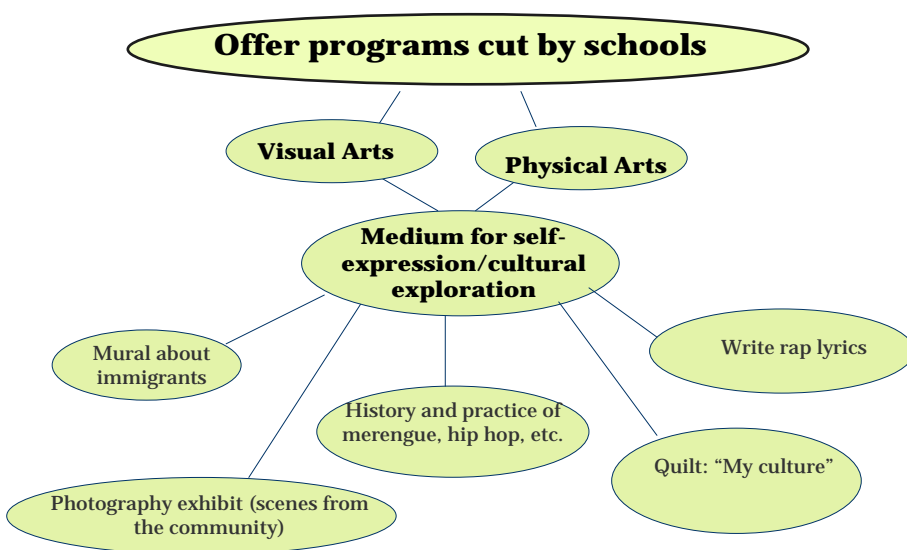 Offer programs cut by schools
Visual Arts
Physical Arts
Medium for self-
expression/cultural
exploration
Mural about
immigrants
Write rap lyrics
History and practice of
merengue, hip hop, etc.
Quilt: “My culture”
Photography exhibit (scenes from
the community)